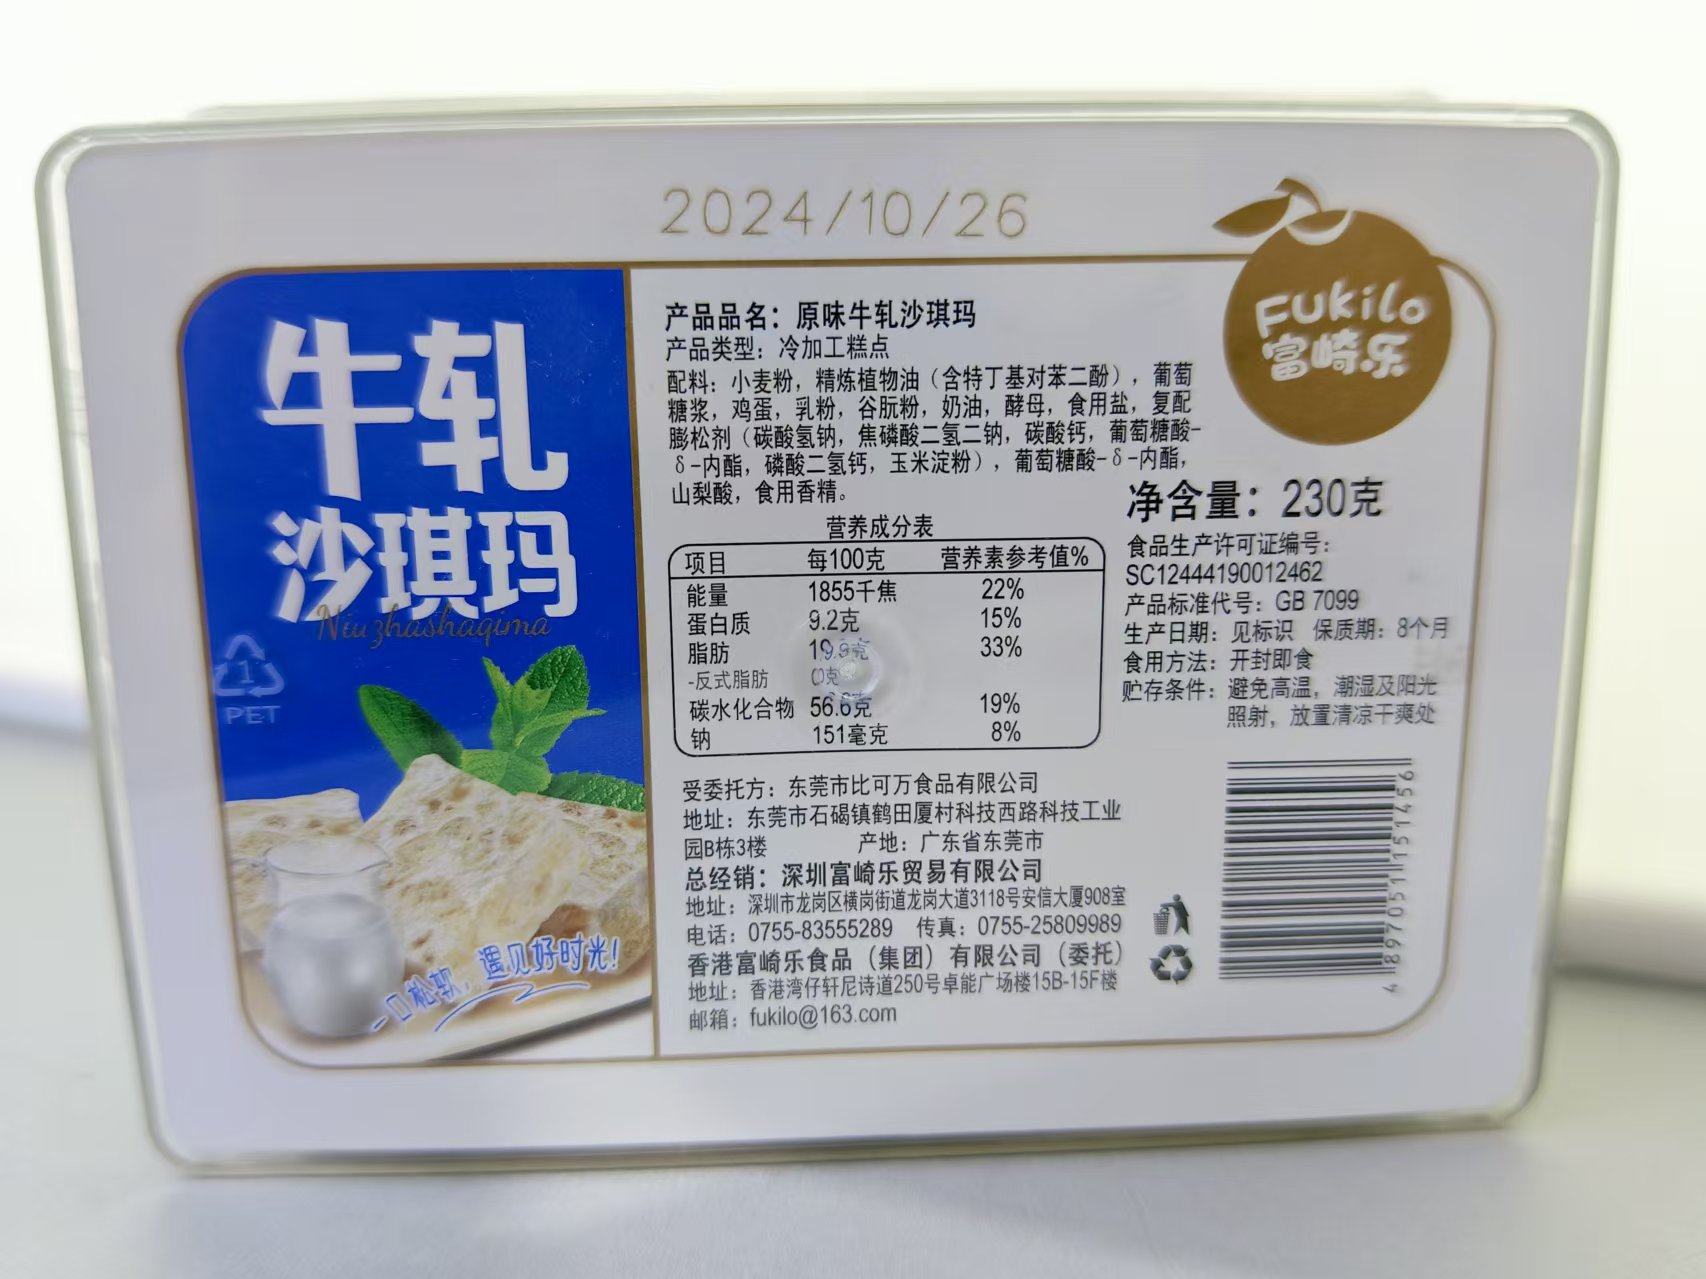 2024/10/26
Fukilo
富崎乐
牛轧
沙琪玛
Niuzhashaqima
1
PET
一口松软，遇见好时光！
产品品名：原味牛轧沙琪玛
产品类型：冷加工糕点
配料：小麦粉，精炼植物油（含特丁基对苯二酚），葡萄
糖浆，鸡蛋，乳粉，谷朊粉，奶油，酵母，食用盐，复配
膨松剂（碳酸氢钠，焦磷酸二氢二钠，碳酸钙，葡萄糖酸-
δ-内酯，磷酸二氢钙，玉米淀粉），葡萄糖酸-δ-内酯，
山梨酸，食用香精。
营养成分表
项目 每100克 营养素参考值%
能量 1855千焦 22%
蛋白质 9.2克 15%
脂肪 19.9克 33%
-反式脂肪 0克
碳水化合物 56.6克 19%
钠 151毫克 8%
净含量：230克
食品生产许可证编号：
SC12444190012462
产品标准代号：GB 7099
生产日期：见标识 保质期：8个月
食用方法：开封即食
贮存条件：避免高温，潮湿及阳光
照射，放置清凉干爽处
受委托方：东莞市比可万食品有限公司
地址：东莞市石碣镇鹤田厦村科技西路科技工业
园B栋3楼 产地：广东省东莞市
总经销：深圳富崎乐贸易有限公司
地址：深圳市龙岗区横岗街道龙岗大道3118号安信大厦908室
电话：0755-83555289 传真：0755-25809989
香港富崎乐食品（集团）有限公司（委托）
地址：香港湾仔轩尼诗道250号卓能广场楼15B-15F楼
邮箱：fukilo@163.com
4897051151456